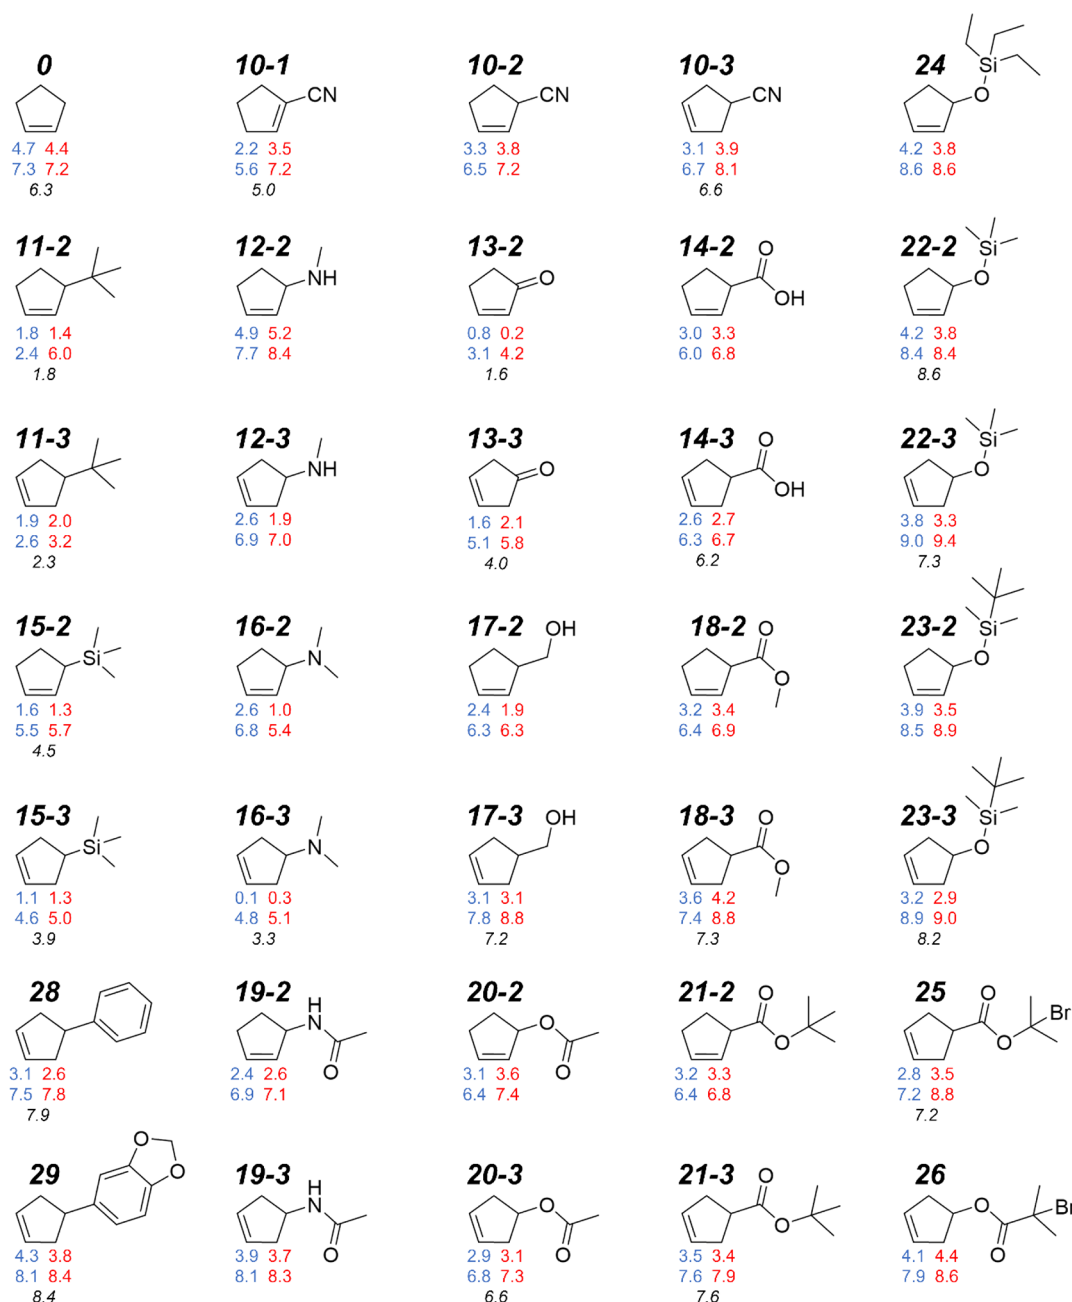 0 10-1 10-2 10-3 24
CN CN CN Si O
4.7 4.4 2.2 3.5 3.3 3.8 3.1 3.9 4.2 3.8
7.3 7.2 5.6 7.2 6.5 7.2 6.7 8.1 8.6 8.6
6.3 5.0 6.6
11-2 12-2 13-2 14-2 22-2
NH O O OH Si O
1.8 1.4 4.9 5.2 0.8 0.2 3.0 3.3 4.2 3.8
2.4 6.0 7.7 8.4 3.1 4.2 6.0 6.8 8.4 8.4
1.8 1.6 8.6
11-3 12-3 13-3 14-3 22-3
NH O O OH Si O
1.9 2.0 2.6 1.9 1.6 2.1 2.6 2.7 3.8 3.3
2.6 3.2 6.9 7.0 5.1 5.8 6.3 6.7 9.0 9.4
2.3 4.0 6.2 7.3
15-2 16-2 17-2 18-2 23-2
Si N OH O O Si O
1.6 1.3 2.6 1.0 2.4 1.9 3.2 3.4 3.9 3.5
5.5 5.7 6.8 5.4 6.3 6.3 6.4 6.9 8.5 8.9
4.5
15-3 16-3 17-3 18-3 23-3
Si N OH O O Si O
1.1 1.3 0.1 0.3 3.1 3.1 3.6 4.2 3.2 2.9
4.6 5.0 4.8 5.1 7.8 8.8 7.4 8.8 8.9 9.0
3.9 3.3 7.2 7.3 8.2
28 19-2 20-2 21-2 25
H N O O O O O O O Br
3.1 2.6 2.4 2.6 3.1 3.6 3.2 3.3 2.8 3.5
7.5 7.8 6.9 7.1 6.4 7.4 6.4 6.8 7.2 8.8
7.9 7.2
29 19-3 20-3 21-3 26
O O H N O O O O O O O Br
4.3 3.8 3.9 3.7 2.9 3.1 3.5 3.4 4.1 4.4
8.1 8.4 8.1 8.3 6.8 7.3 7.6 7.9 7.9 8.6
8.4 6.6 7.6